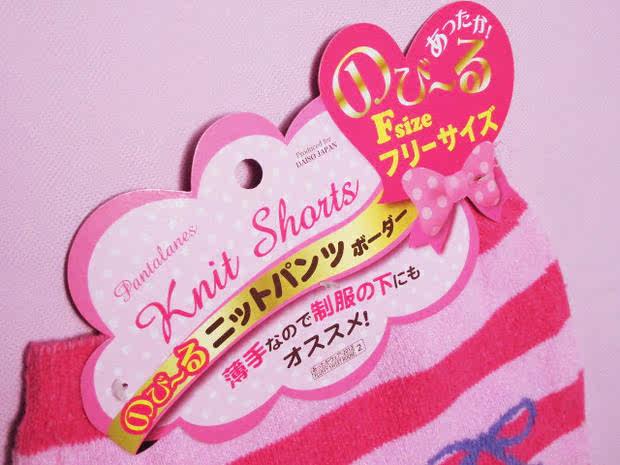 あったか!
のび〜る
Fsize
フリーサイズ
Produced by
DAISO JAPAN
Pantalanes
Knit Shorts
のび〜るニットパンツ ボーダー
薄手なので制服の下にも
オススメ!
2